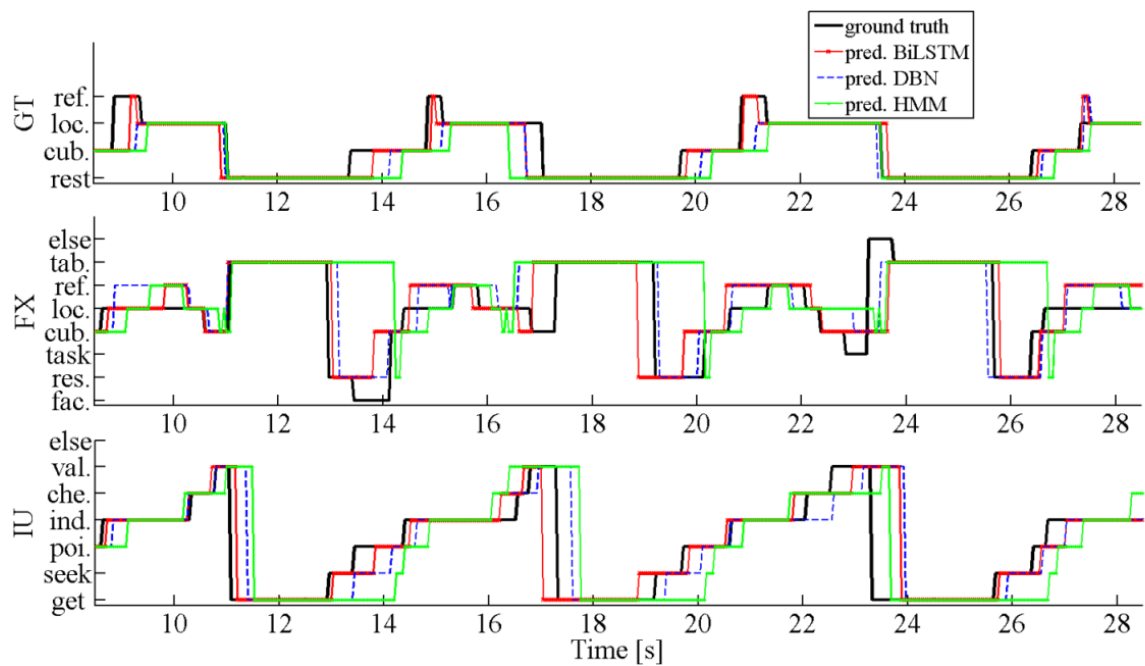 ground truth
pred. BiLSTM
pred. DBN
pred. HMM
GT
ref.
loc.
cub.
rest
10 12 14 16 18 20 22 24 26 28
FX
else
tab.
ref.
loc.
cub.
task
res.
fac.
10 12 14 16 18 20 22 24 26 28
IU
else
val.
che.
ind.
poi.
seek
get
10 12 14 16 18 20 22 24 26 28
Time [s]